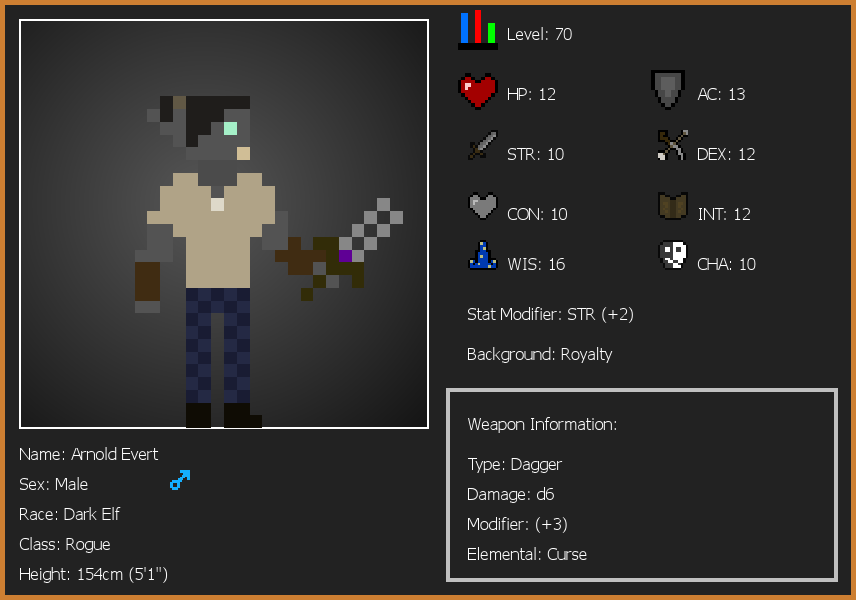 Level: 70
HP: 12
AC: 13
STR: 10
DEX: 12
CON: 10
INT: 12
WIS: 16
CHA: 10
Stat Modifier: STR (+2)
Background: Royalty
Weapon Information:
Type: Dagger
Damage: d6
Modifier: (+3)
Elemental: Curse
Name: Arnold Evert
Sex: Male
Race: Dark Elf
Class: Rogue
Height: 154cm (5'1")